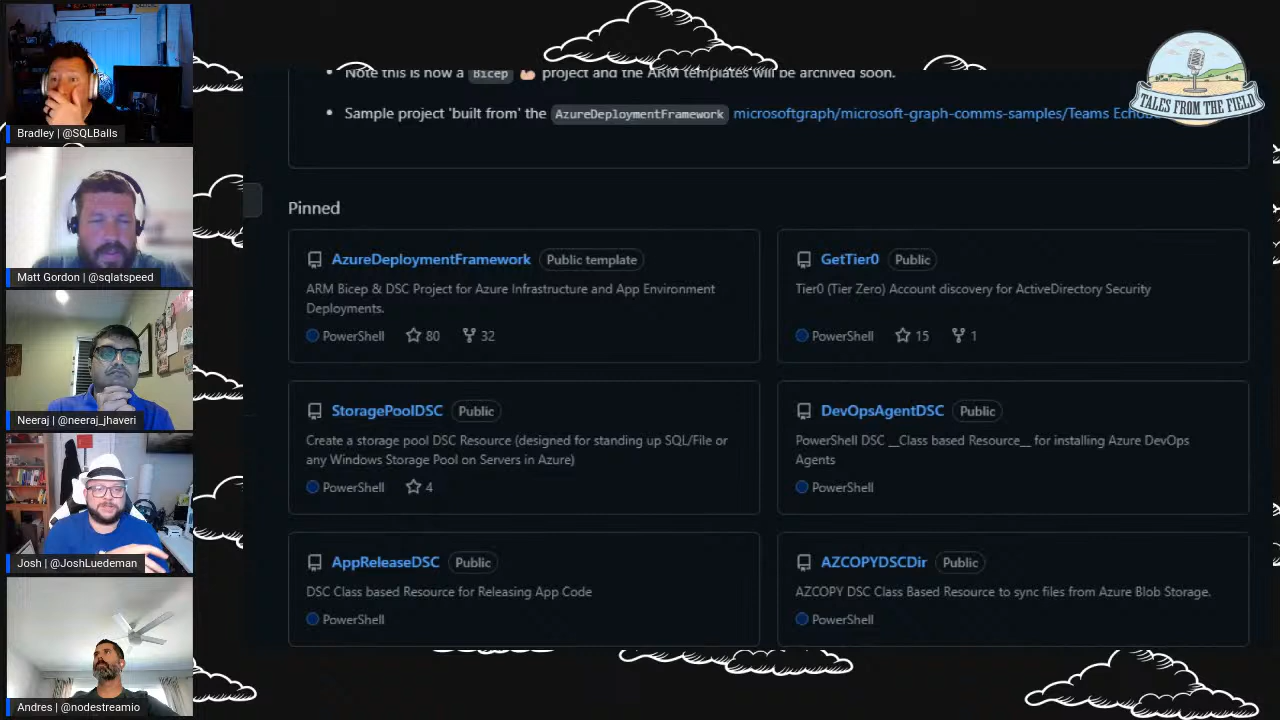 Bradley | @SQLBalls
Matt Gordon | @sqlatspeed
Neeraj | @neeraj_jhaveri
Josh | @JoshLuedeman
Andres | @nodestreamio
TALES FROM THE FIELD
Note this is now a Bicep 💪🏼 project and the ARM templates will be archived soon.
Sample project 'built from' the AzureDeploymentFramework microsoftgraph/microsoft-graph-comms-samples/Teams
Pinned
AzureDeploymentFramework Public template
ARM Bicep & DSC Project for Azure Infrastructure and App Environment
Deployments.
PowerShell 80 32
GetTier0 Public
Tier0 (Tier Zero) Account discovery for ActiveDirectory Security
PowerShell 15 1
StoragePoolDSC Public
Create a storage pool DSC Resource (designed for standing up SQL/File or
any Windows Storage Pool on Servers in Azure)
PowerShell 4
DevOpsAgentDSC Public
PowerShell DSC __Class based Resource__ for installing Azure DevOps
Agents
PowerShell
AppReleaseDSC Public
DSC Class based Resource for Releasing App Code
PowerShell
AZCOPYDSCDir Public
AZCOPY DSC Class Based Resource to sync files from Azure Blob Storage.
PowerShell